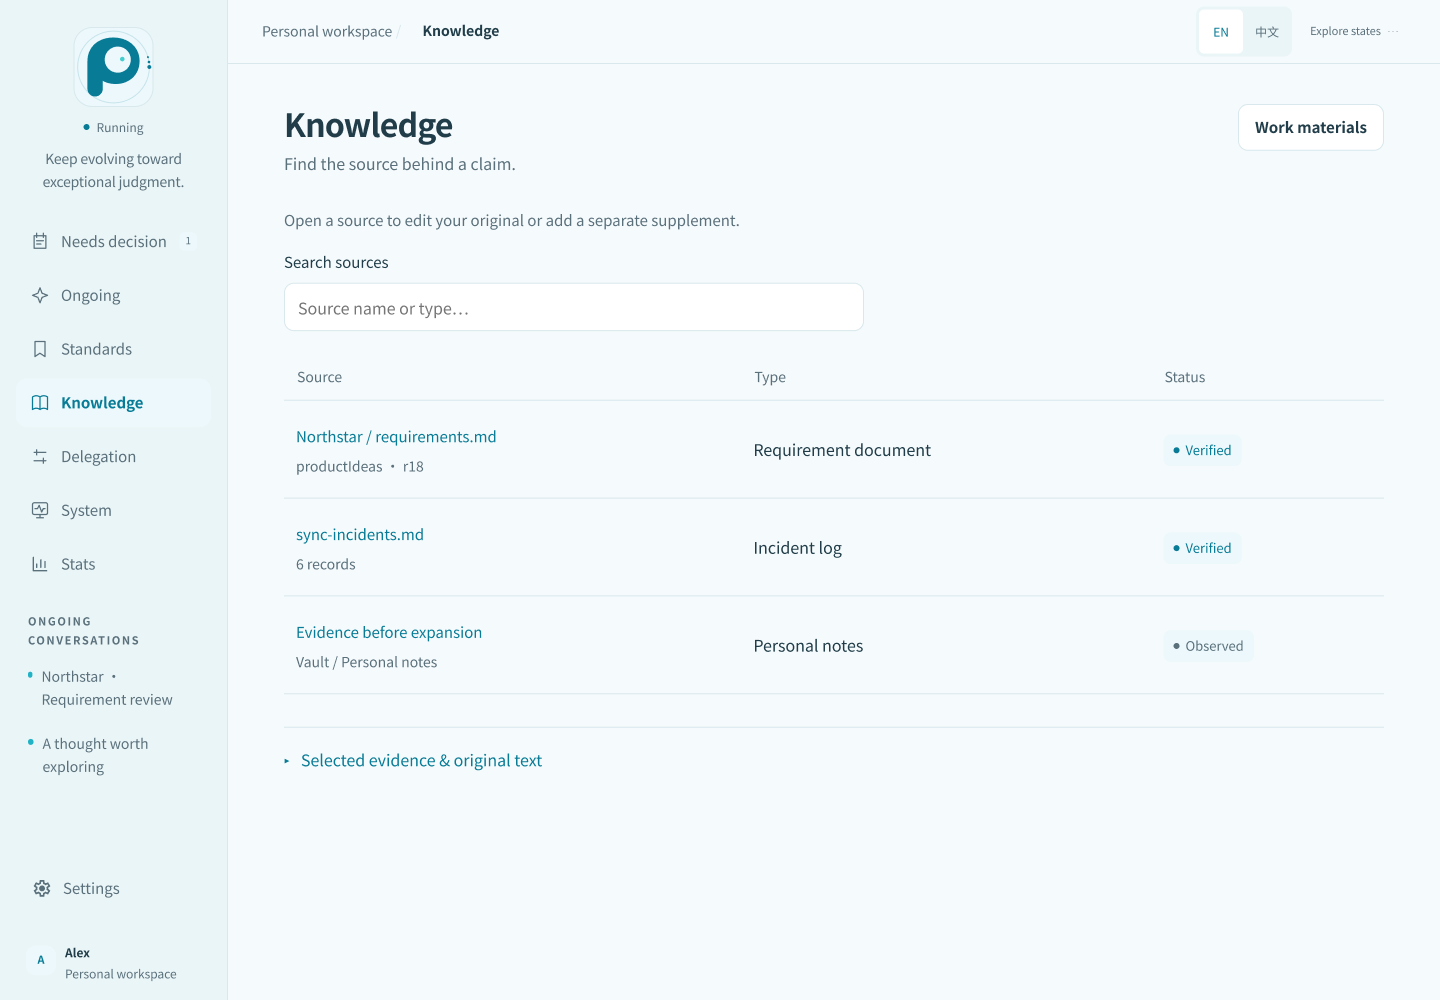 Running
Keep evolving toward
exceptional judgment.
Needs decision 1
Ongoing
Standards
Knowledge
Delegation
System
Stats
ONGOING
CONVERSATIONS
Northstar •
Requirement review
A thought worth
exploring
Settings
A
Alex
Personal workspace
Personal workspace / Knowledge
EN 中文 Explore states ···
Knowledge
Work materials
Find the source behind a claim.
Open a source to edit your original or add a separate supplement.
Search sources
Source name or type…
Source Type Status
Northstar / requirements.md
productIdeas • r18
Requirement document
Verified
sync-incidents.md
6 records
Incident log
Verified
Evidence before expansion
Vault / Personal notes
Personal notes
Observed
Selected evidence & original text